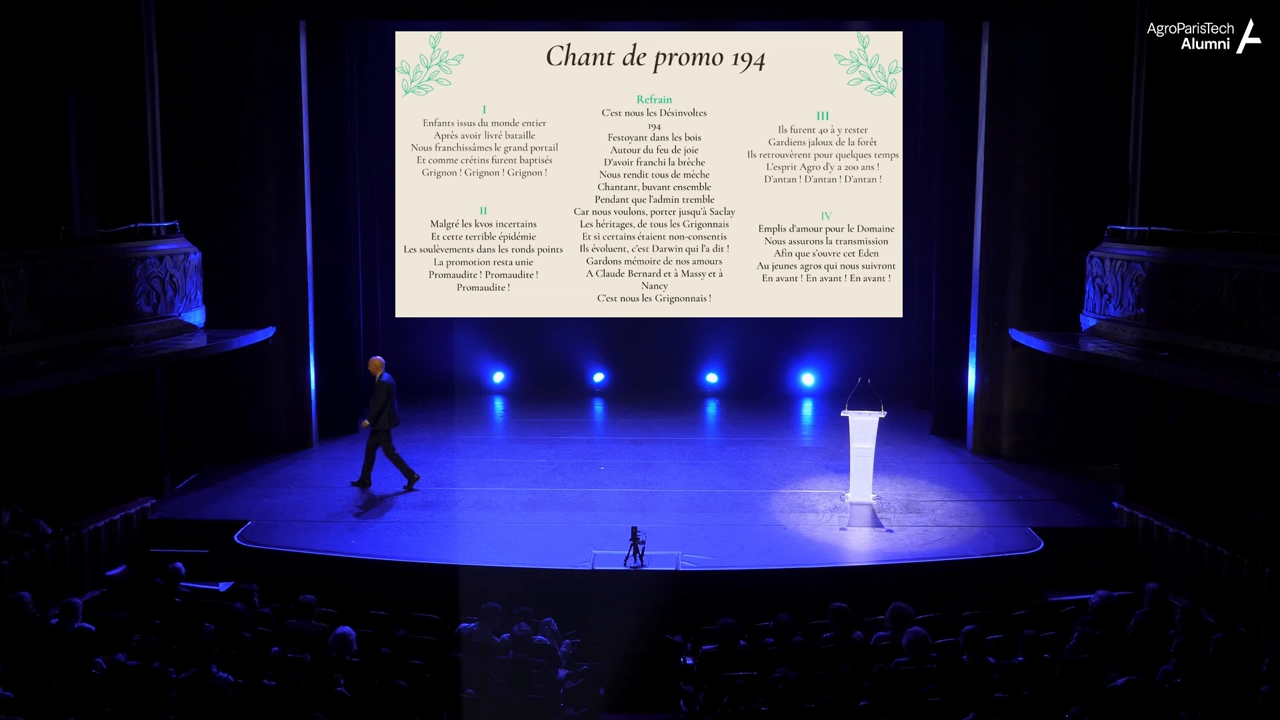 AgroParisTech
Alumni
Chant de promo 194
I
Enfants issus du monde entier
Après avoir livré bataille
Nous franchissâmes le grand portail
Et comme crétins furent baptisés
Grignon ! Grignon ! Grignon !
II
Malgré les kvos incertains
Et cette terrible épidémie
Les soulèvements dans les ronds points
La promotion resta unie
Promaudite ! Promaudite !
Promaudite !
Refrain
C'est nous les Désinvoltes
194
Festoyant dans les bois
Autour du feu de joie
D'avoir franchi la brèche
Nous rendit tous de mèche
Chantant, buvant ensemble
Pendant que l'admin tremble
Car nous voulons, porter jusqu'à Saclay
Les héritages, de tous les Grigonnais
Et si certains étaient non-consentis
Ils évoluent, c'est Darwin qui l'a dit !
Gardons mémoire de nos amours
A Claude Bernard et à Massy et à
Nancy
C'est nous les Grignonnais !
III
Ils furent 40 à y rester
Gardiens jaloux de la forêt
Ils retrouvèrent pour quelques temps
L'esprit Agro d'y a 200 ans !
D'antan ! D'antan ! D'antan !
IV
Emplis d'amour pour le Domaine
Nous assurons la transmission
Afin que s'ouvre cet Eden
Au jeunes agros qui nous suivront
En avant ! En avant ! En avant !